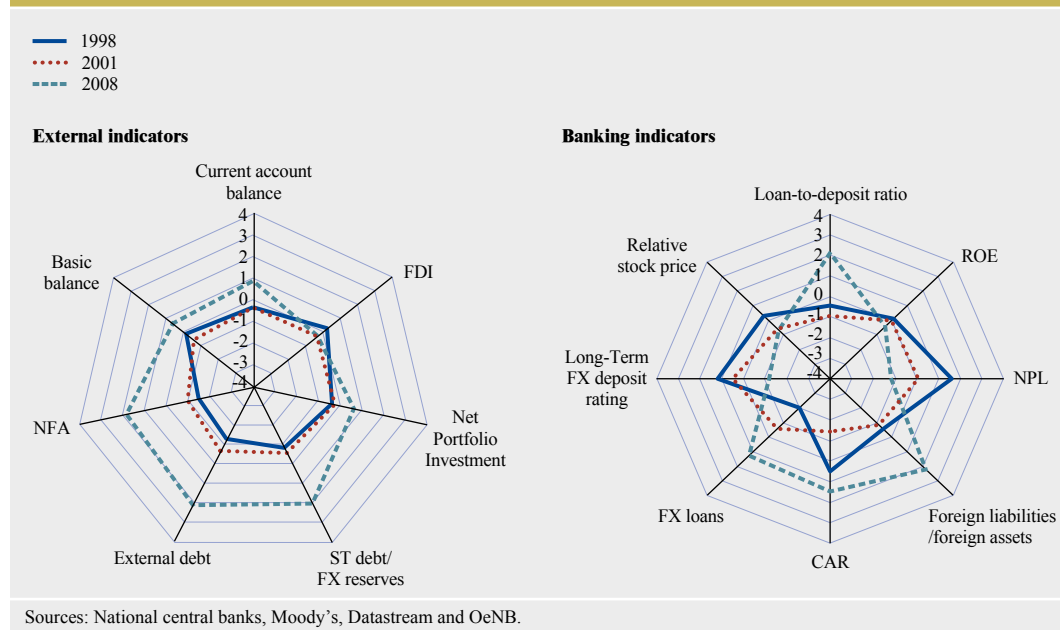 1998
2001
2008
External indicators
Current account
balance
4
3
2
1
0
-1
-2
-3
-4
FDI
Net
Portfolio
Investment
ST debt/
FX reserves
External debt
NFA
Basic
balance
Banking indicators
Loan-to-deposit ratio
4
3
2
1
0
-1
-2
-3
-4
ROE
NPL
Foreign liabilities
/foreign assets
CAR
FX loans
Long-Term
FX deposit
rating
Relative
stock price
Sources: National central banks, Moody’s, Datastream and OeNB.